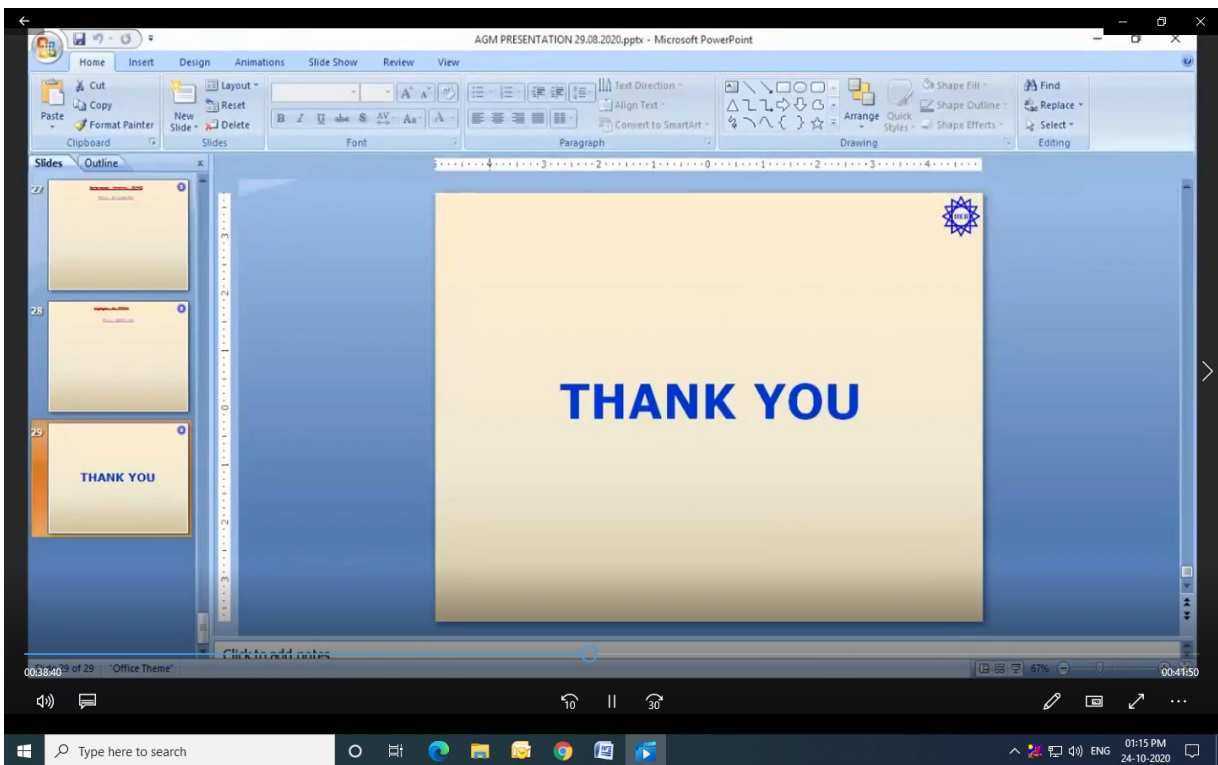 AGM PRESENTATION 29.08.2020.pptx - Microsoft PowerPoint
Home Insert Design Animations Slide Show Review View
Paste
Cut
Copy
Format Painter
Clipboard
New Slide
Layout
Reset
Delete
Slides
B I U abc S AV Aa A
Font
Text Direction
Align Text
Convert to SmartArt
Paragraph
Arrange
Quick Styles
Shape Fill
Shape Outline
Shape Effects
Drawing
Find
Replace
Select
Editing
Slides Outline
27
28
29
THANK YOU
THANK YOU
Click to add notes
29 of 29 "Office Theme"
67%
00:38:40
00:41:50
10
30
Type here to search
ENG
01:15 PM
24-10-2020